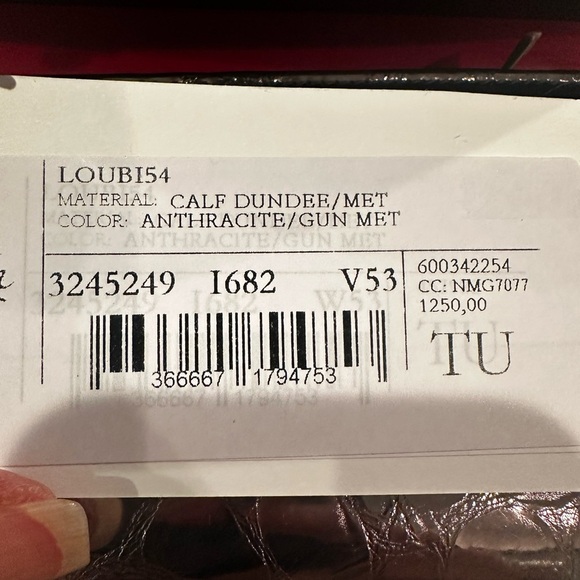 LOUBI54
MATERIAL: CALF DUNDEE/MET
COLOR: ANTHRACITE/GUN MET
3245249 I682 V53
600342254
CC: NMG7077
1250,00
TU
366667 1794753